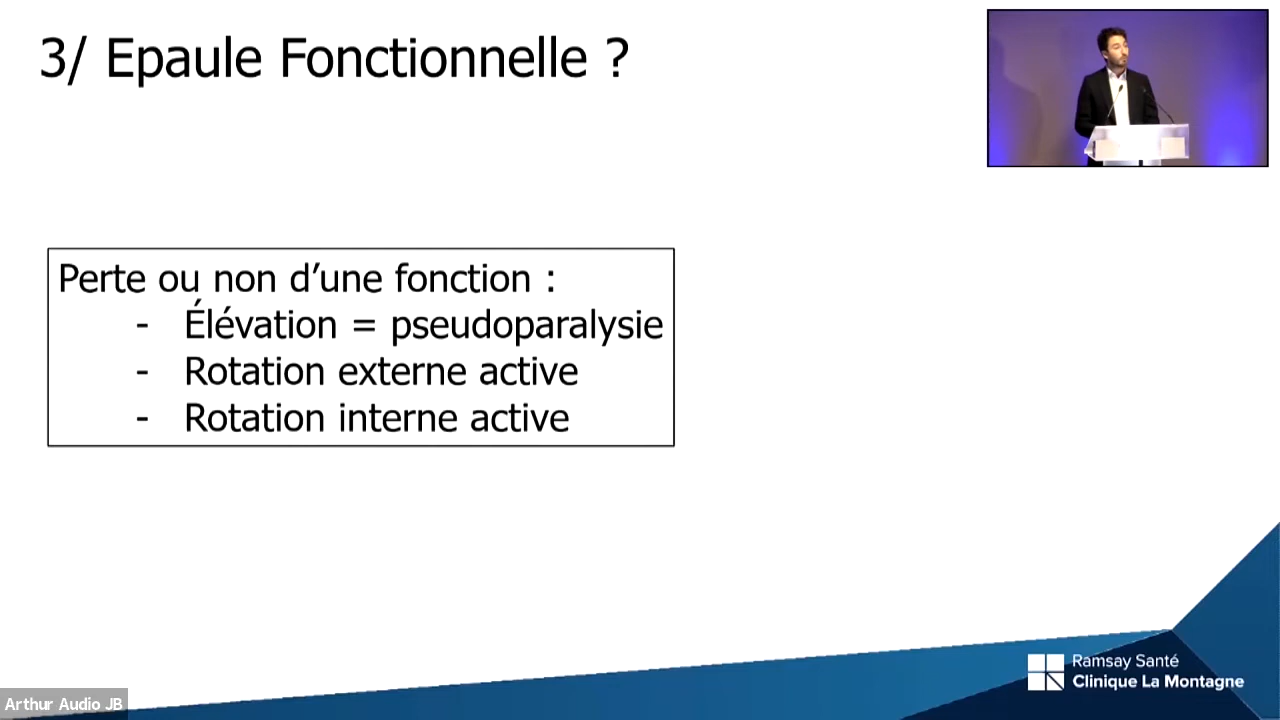 3/ Epaule Fonctionnelle ?
Perte ou non d’une fonction :
- Élévation = pseudoparalysie
- Rotation externe active
- Rotation interne active
Ramsay Santé
Clinique La Montagne
Arthur Audio JB